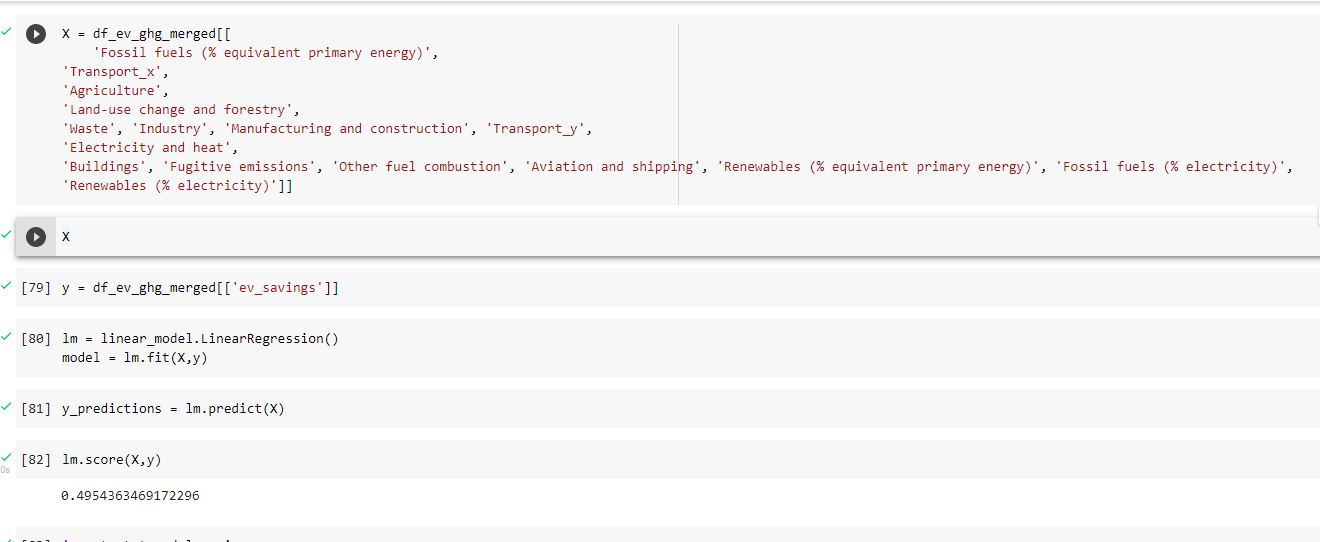 X = df_ev_ghg_merged[[
'Fossil fuels (% equivalent primary energy)',
'Transport_x',
'Agriculture',
'Land-use change and forestry',
'Waste', 'Industry', 'Manufacturing and construction', 'Transport_y',
'Electricity and heat',
'Buildings', 'Fugitive emissions', 'Other fuel combustion', 'Aviation and shipping', 'Renewables (% equivalent primary energy)', 'Fossil fuels (% electricity)',
'Renewables (% electricity)']]
X
[79] y = df_ev_ghg_merged[['ev_savings']]
[80] lm = linear_model.LinearRegression()
model = lm.fit(X,y)
[81] y_predictions = lm.predict(X)
[82] lm.score(X,y)
0s
0.4954363469172296